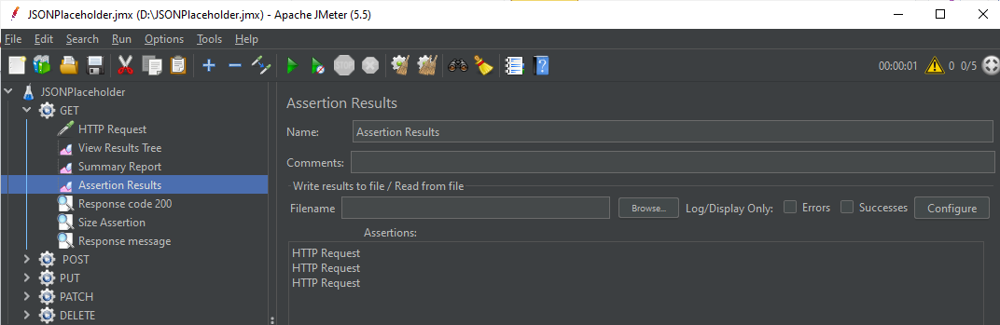 JSONPlaceholder.jmx (D:\JSONPlaceholder.jmx) - Apache JMeter (5.5)
File Edit Search Run Options Tools Help
STOP 00:00:01 0 0/5
JSONPlaceholder
GET
HTTP Request
View Results Tree
Summary Report
Assertion Results
Response code 200
Size Assertion
Response message
POST
PUT
PATCH
DELETE
Assertion Results
Name: Assertion Results
Comments:
Write results to file / Read from file
Filename Browse... Log/Display Only: Errors Successes Configure
Assertions:
HTTP Request
HTTP Request
HTTP Request